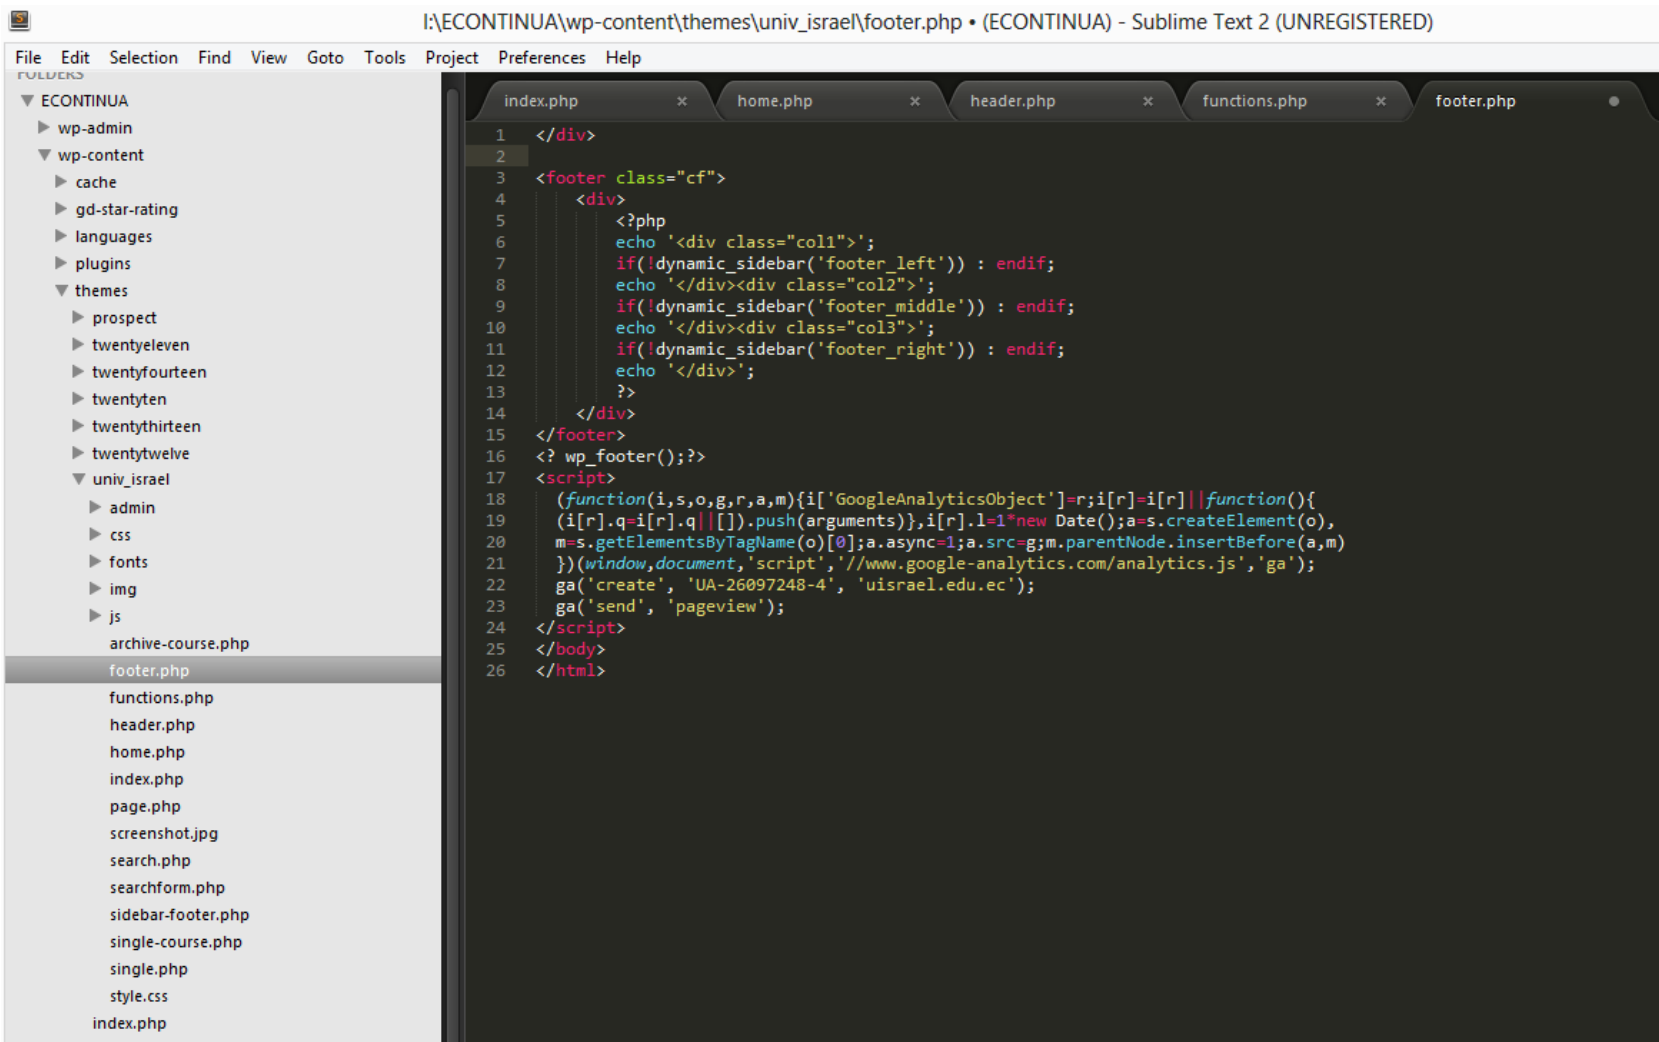 I:\ECONTINUA\wp-content\themes\univ_israel\footer.php • (ECONTINUA) - Sublime Text 2 (UNREGISTERED)
File Edit Selection Find View Goto Tools Project Preferences Help
FOLDERS
ECONTINUA
wp-admin
wp-content
cache
gd-star-rating
languages
plugins
themes
prospect
twentyeleven
twentyfourteen
twentyten
twentythirteen
twentytwelve
univ_israel
admin
css
fonts
img
js
archive-course.php
footer.php
functions.php
header.php
home.php
index.php
page.php
screenshot.jpg
search.php
searchform.php
sidebar-footer.php
single-course.php
single.php
style.css
index.php
index.php × home.php × header.php × functions.php × footer.php •
1 </div>
2
3 <footer class="cf">
4 <div>
5 <?php
6 echo '<div class="col1">';
7 if(!dynamic_sidebar('footer_left')) : endif;
8 echo '</div><div class="col2">';
9 if(!dynamic_sidebar('footer_middle')) : endif;
10 echo '</div><div class="col3">';
11 if(!dynamic_sidebar('footer_right')) : endif;
12 echo '</div>';
13 ?>
14 </div>
15 </footer>
16 <? wp_footer();?>
17 <script>
18 (function(i,s,o,g,r,a,m){i['GoogleAnalyticsObject']=r;i[r]=i[r]||function(){
19 (i[r].q=i[r].q||[]).push(arguments)},i[r].l=1*new Date();a=s.createElement(o),
20 m=s.getElementsByTagName(o)[0];a.async=1;a.src=g;m.parentNode.insertBefore(a,m)
21 })(window,document,'script','//www.google-analytics.com/analytics.js','ga');
22 ga('create', 'UA-26097248-4', 'uisrael.edu.ec');
23 ga('send', 'pageview');
24 </script>
25 </body>
26 </html>